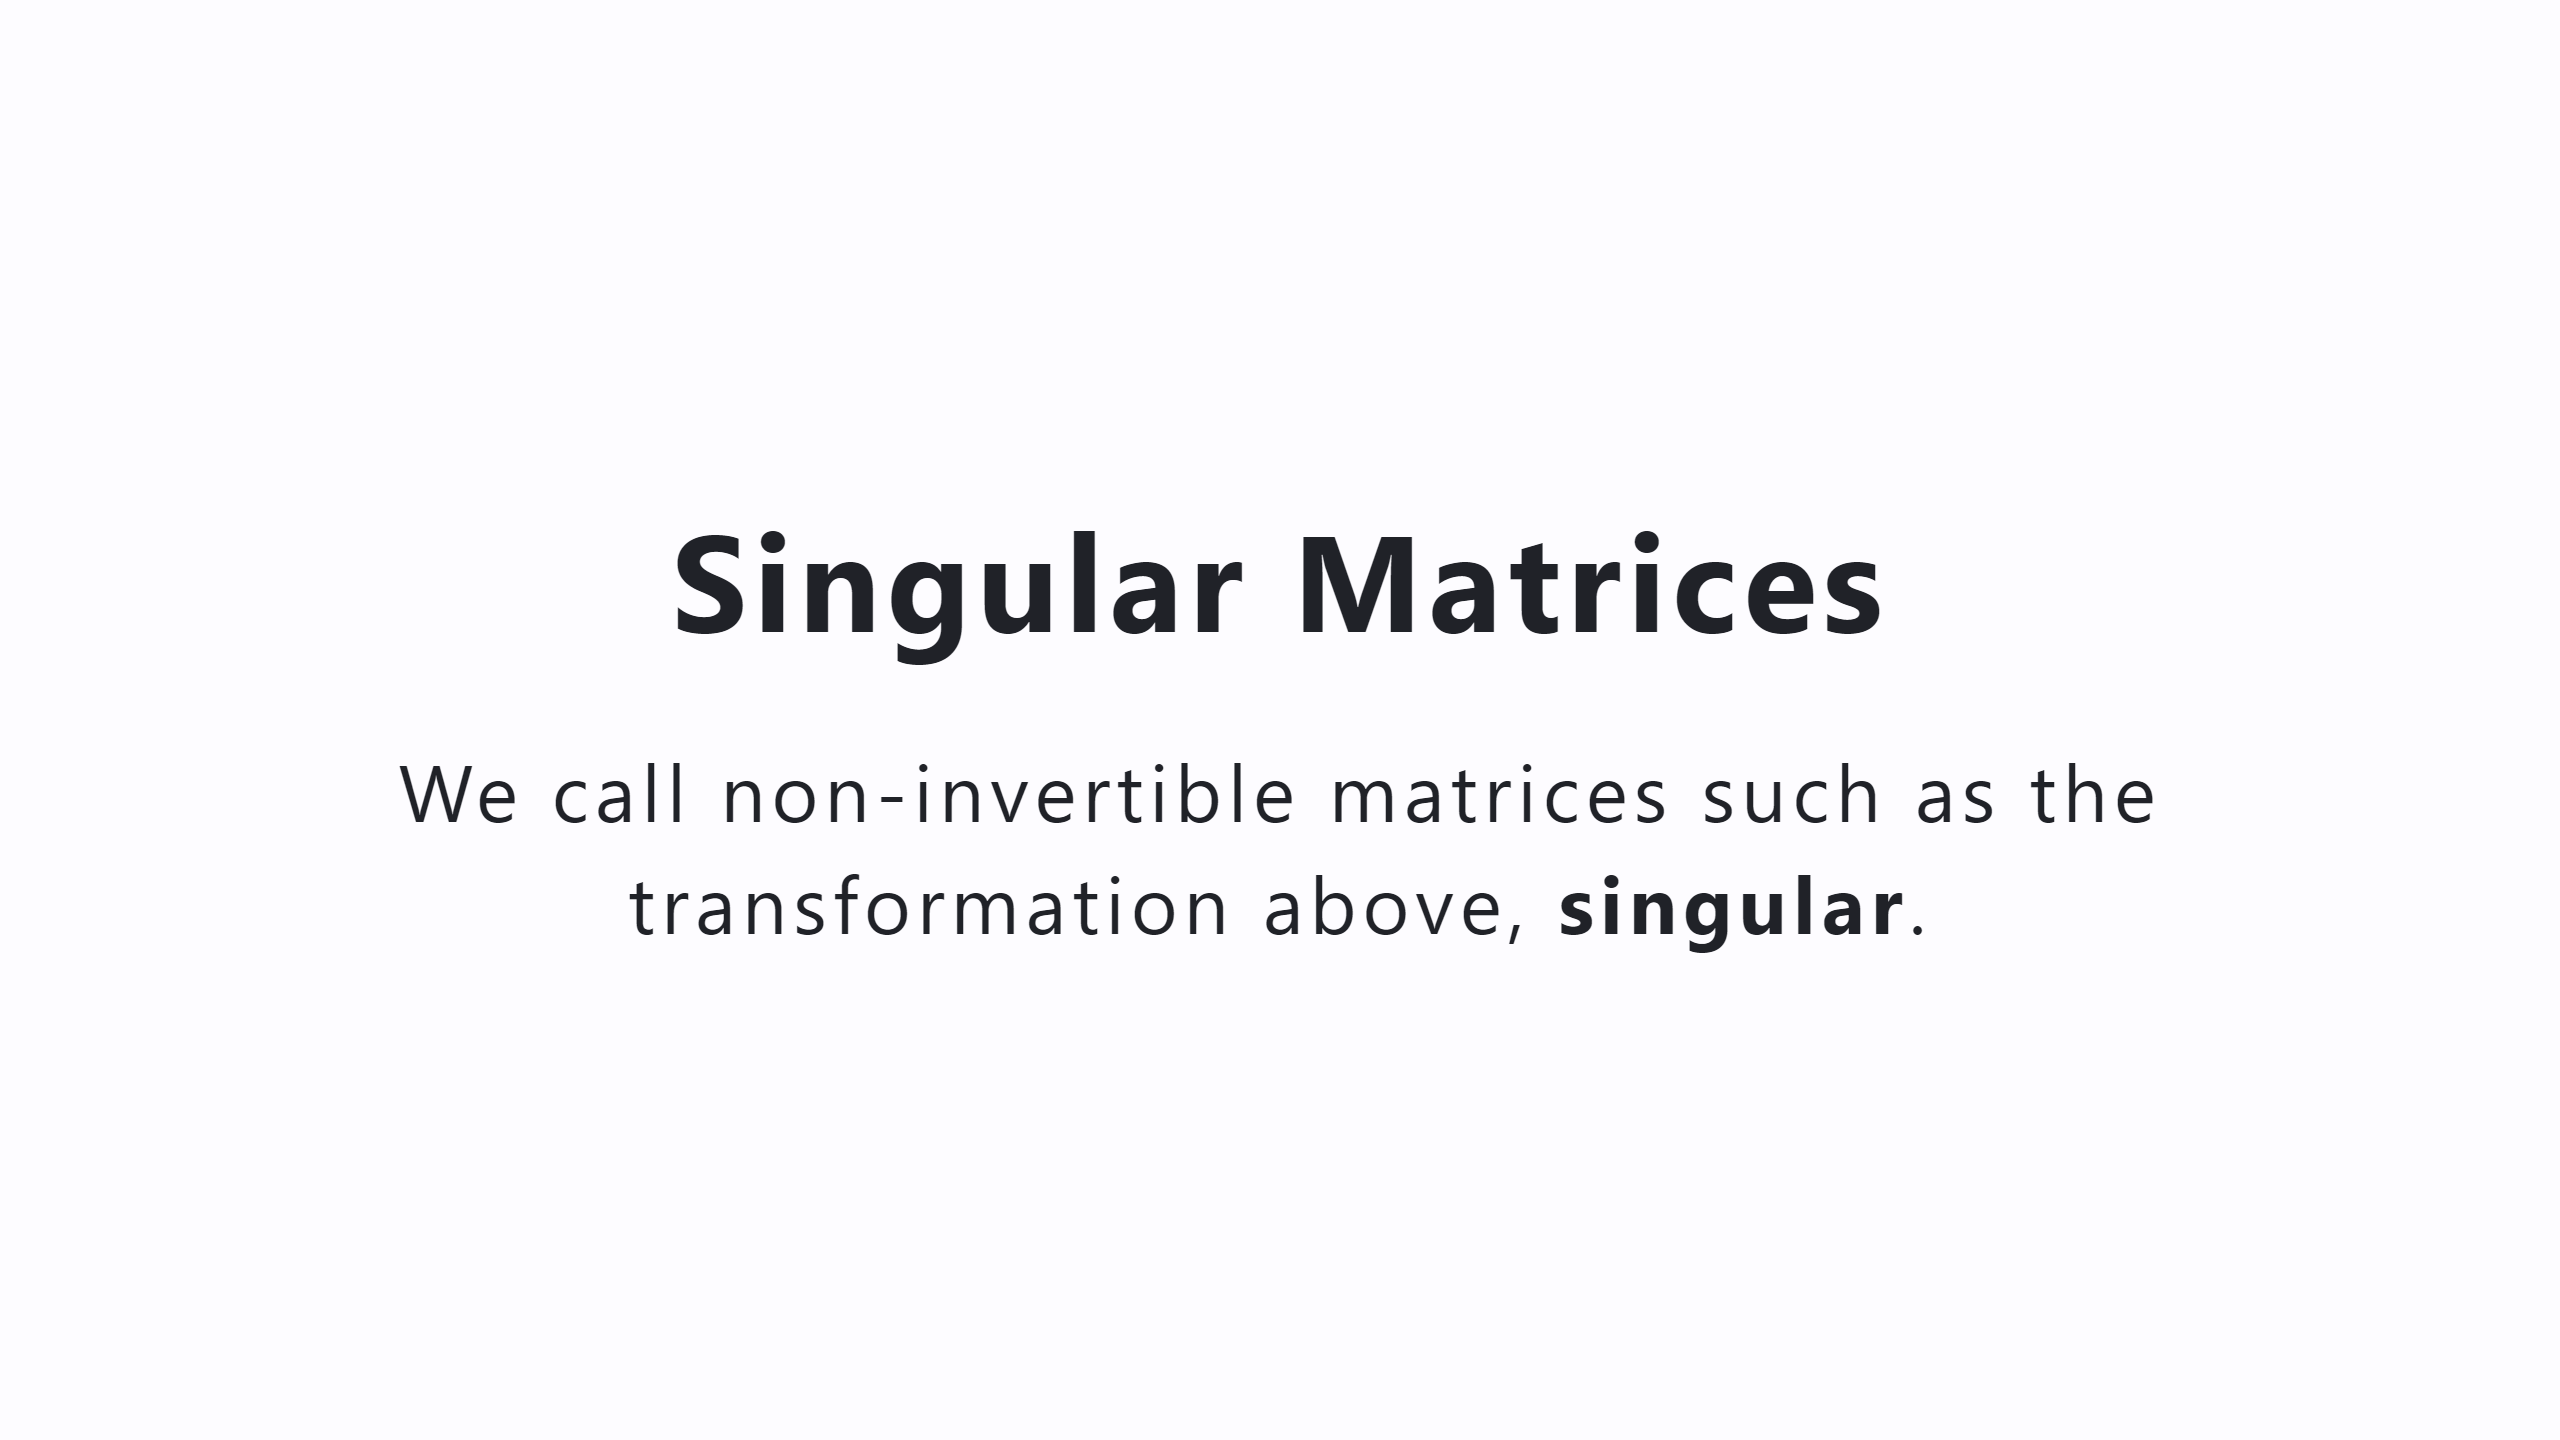 Singular Matrices
We call non-invertible matrices such as the
transformation above, singular.